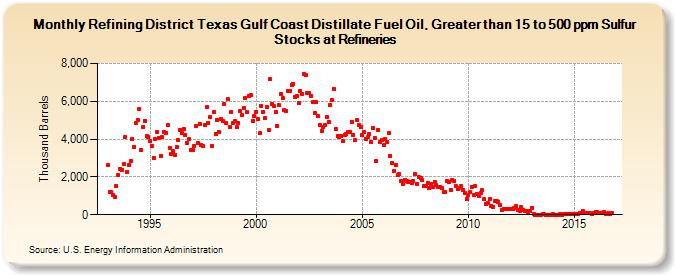 Monthly Refining District Texas Gulf Coast Distillate Fuel Oil, Greater than 15 to 500 ppm Sulfur
Stocks at Refineries
Thousand Barrels
8,000
6,000
4,000
2,000
0
1995
2000
2005
2010
2015
Source: U.S. Energy Information Administration